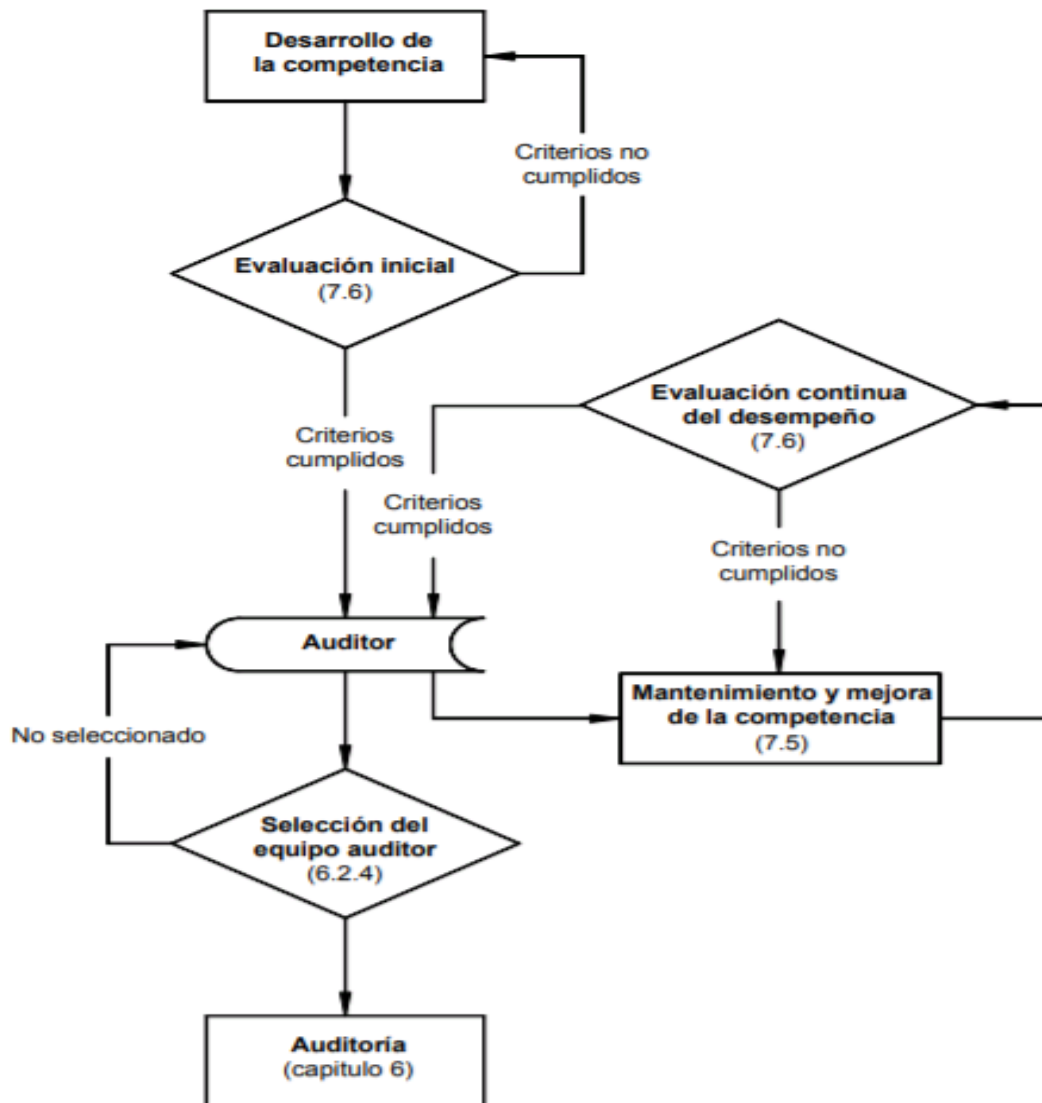 Desarrollo de
la competencia
Criterios no
cumplidos
Evaluación inicial
(7.6)
Evaluación continua
del desempeño
(7.6)
Criterios
cumplidos
Criterios
cumplidos
Criterios no
cumplidos
Auditor
Mantenimiento y mejora
de la competencia
(7.5)
No seleccionado
Selección del
equipo auditor
(6.2.4)
Auditoría
(capitulo 6)